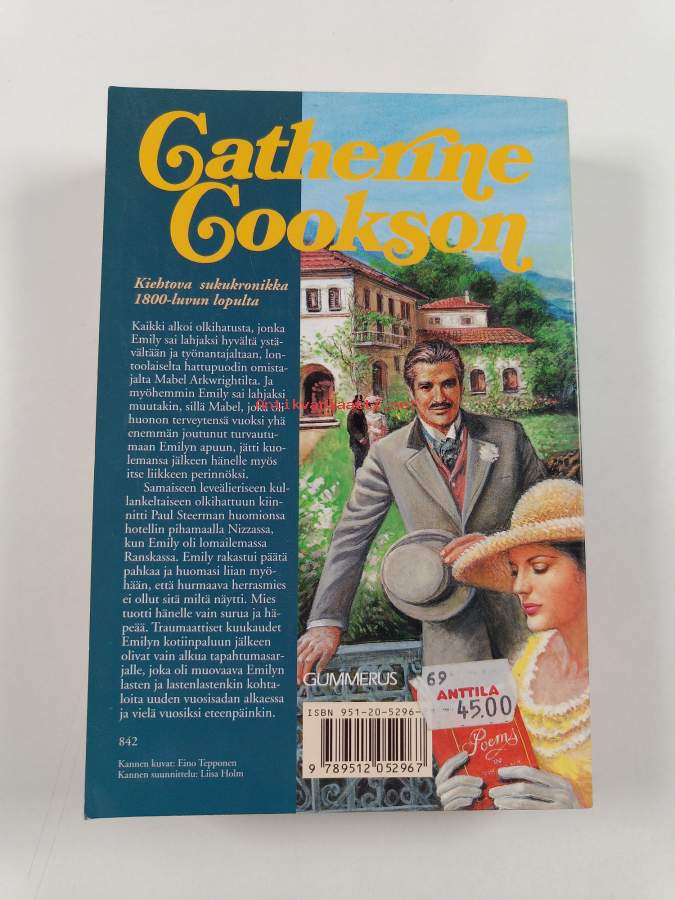 Catherine
Cookson
Kiehtova sukukronikka
1800-luvun lopulta
Kaikki alkoi olkihatusta, jonka
Emily sai lahjaksi hyvältä ystä-
vältään ja työnantajaltaan, lon-
toolaiselta hattupuodin omista-
jalta Mabel Arkwrightilta. Ja
myöhemmin Emily sai lahjaksi
muutakin, sillä Mabel, joka
huonon terveytensä vuoksi yhä
enemmän joutunut turvautu-
maan Emilyn apuun, jätti kuo-
lemansa jälkeen hänelle myös
itse liikkeen perinnöksi.
Samaiseen leveälieriseen kul-
lankeltaiseen olkihattuun kiin-
nitti Paul Steerman huomionsa
hotellin pihamaalla Nizzassa,
kun Emily oli lomailemassa
Ranskassa. Emily rakastui päätä
pahkaa ja huomasi liian myö-
hään, että hurmaava herrasmies
ei ollut sitä miltä näytti. Mies
tuotti hänelle vain surua ja hä-
peää. Traumaattiset kuukaudet
Emilyn kotiinpaluun jälkeen
olivat vain alkua tapahtumasar-
jalle, joka oli muovaava Emilyn
lasten ja lastenlastenkin kohta-
loita uuden vuosisadan alkaessa
ja vielä vuosiksi eteenpäinkin.
842
Kannen kuvat: Eino Tepponen
Kannen suunnittelu: Liisa Holm
Antikvariaatti.net
GUMMERUS
ISBN 951-20-5296-
9 789512 052967
69
ANTTILA
45.00
Poems